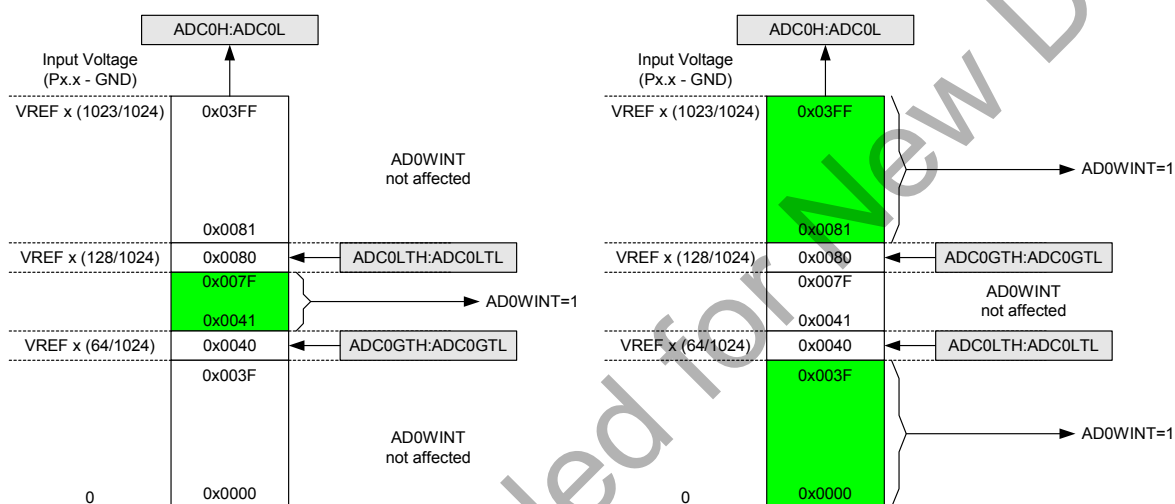 ADC0H:ADC0L
Input Voltage
(Px.x - GND)
VREF x (1023/1024)
0x03FF
AD0WINT
not affected
0x0081
VREF x (128/1024)
0x0080
ADC0LTH:ADC0LTL
0x007F
AD0WINT=1
0x0041
VREF x (64/1024)
0x0040
ADC0GTH:ADC0GTL
0x003F
AD0WINT
not affected
0
0x0000
ADC0H:ADC0L
Input Voltage
(Px.x - GND)
VREF x (1023/1024)
0x03FF
AD0WINT=1
0x0081
VREF x (128/1024)
0x0080
ADC0GTH:ADC0GTL
0x007F
AD0WINT
not affected
0x0041
VREF x (64/1024)
0x0040
ADC0LTH:ADC0LTL
0x003F
AD0WINT=1
0
0x0000
for New